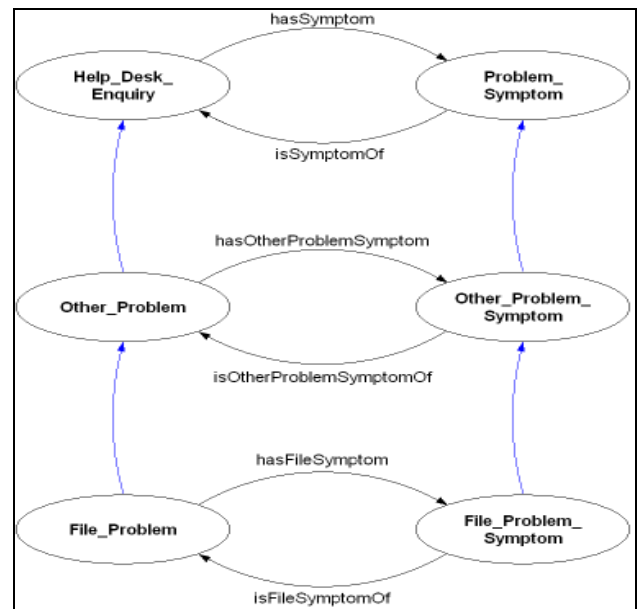 hasSymptom
Help_Desk_
Enquiry
Problem_
Symptom
isSymptomOf
hasOtherProblemSymptom
Other_Problem
Other_Problem_
Symptom
isOtherProblemSymptomOf
hasFileSymptom
File_Problem
File_Problem_
Symptom
isFileSymptomOf